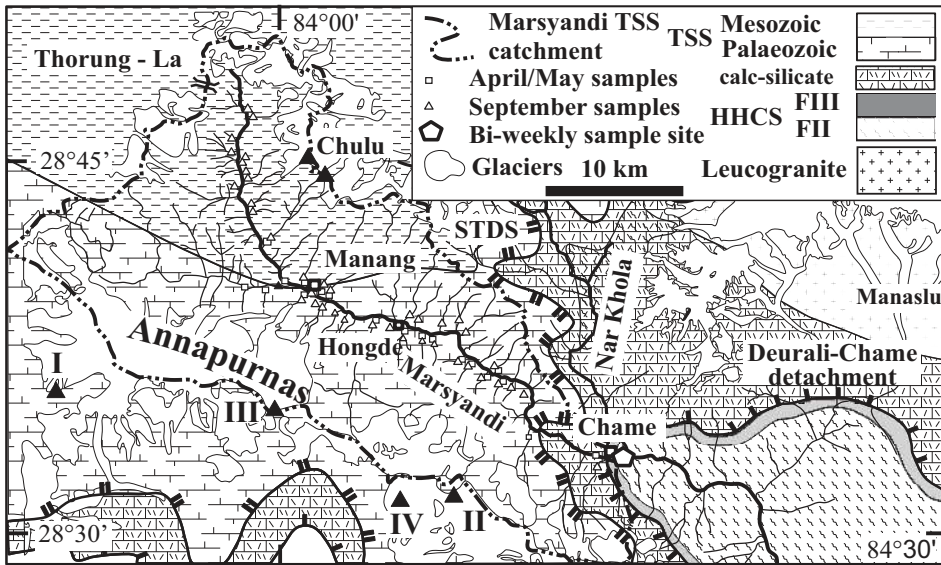 84°00’
Thorung - La
Marsyandi TSS
catchment
April/May samples
September samples
Bi-weekly sample site
Glaciers
10 km
TSS
Mesozoic
Palaeozoic
calc-silicate
HHCS
FIII
FII
Leucogranite
28°45’
Chulu
STDS
Manang
Nar Khola
Manaslu
Annapurnas
Hongde
Marsyandi
Deurali-Chame
detachment
I
III
Chame
IV
II
28°30’
84°30’